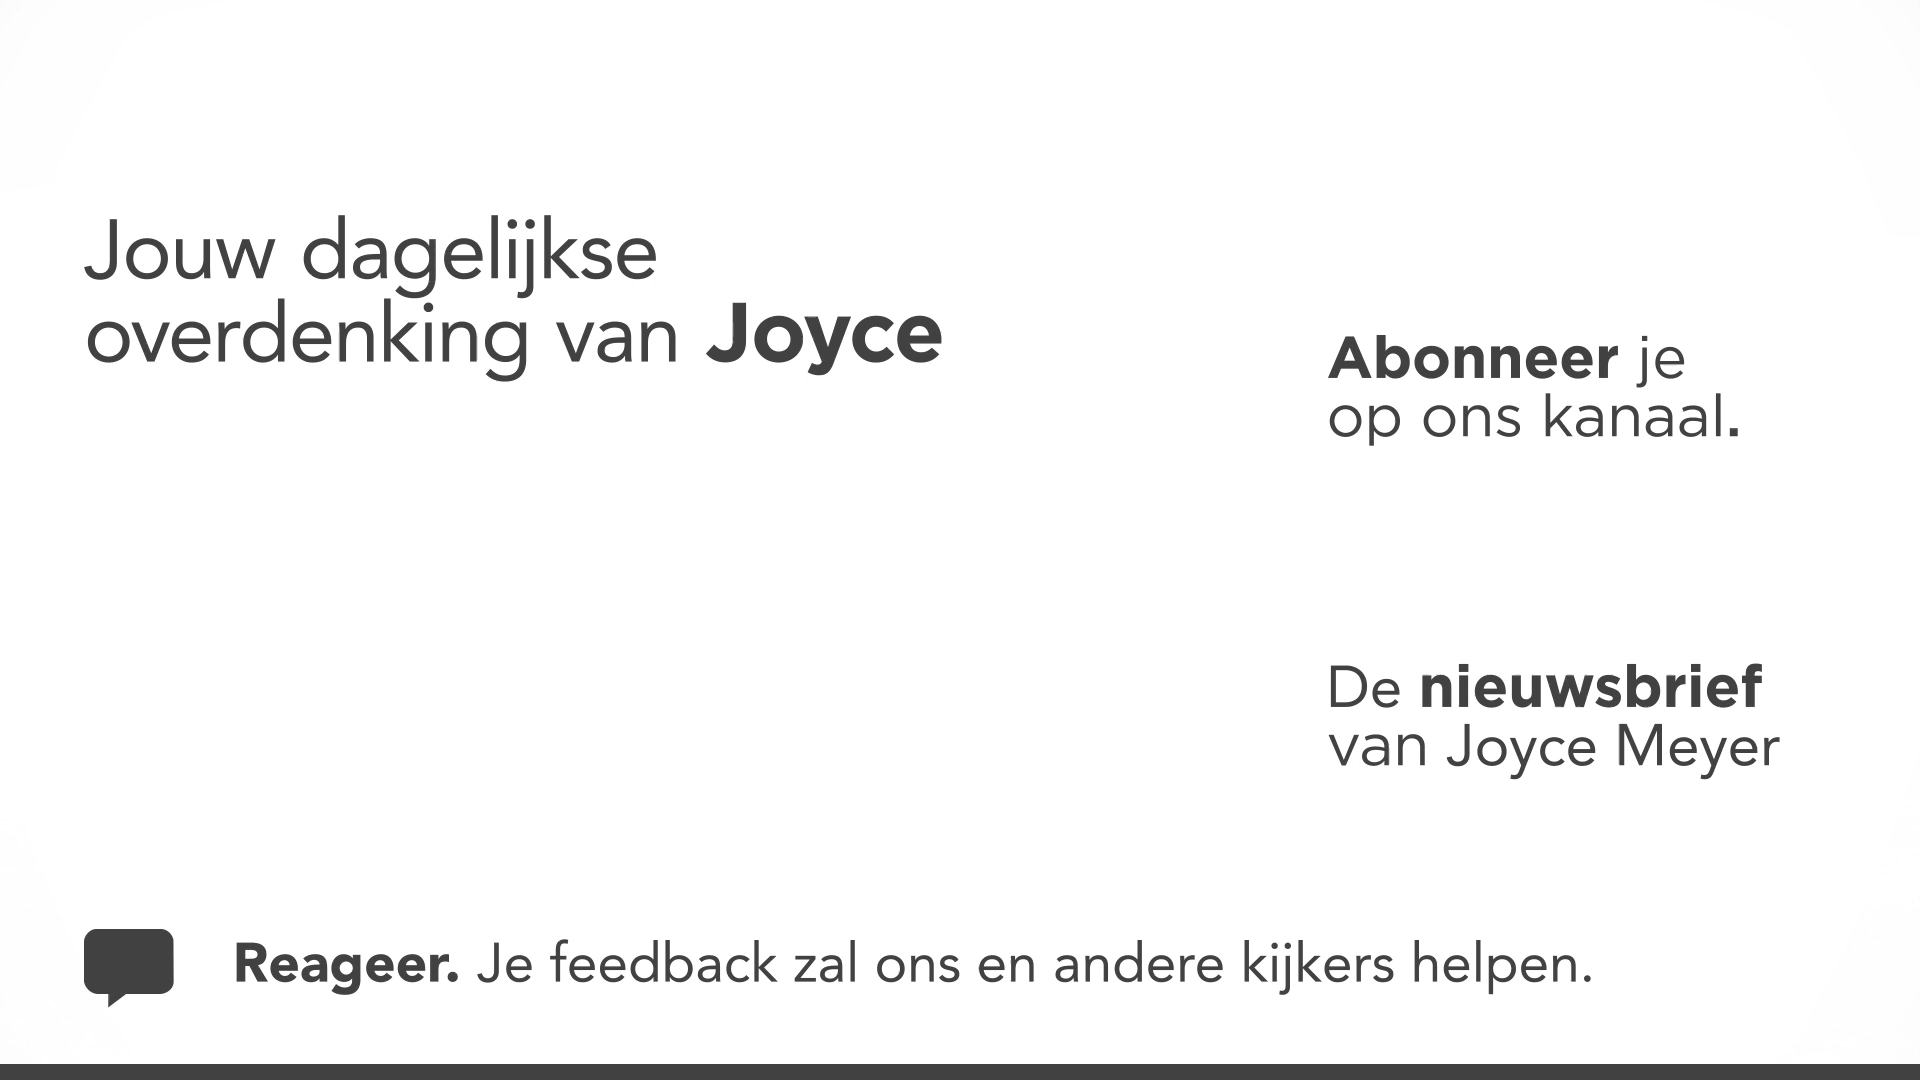 Jouw dagelijkse
overdenking van Joyce
Abonneer je
op ons kanaal.
De nieuwsbrief
van Joyce Meyer
Reageer. Je feedback zal ons en andere kijkers helpen.